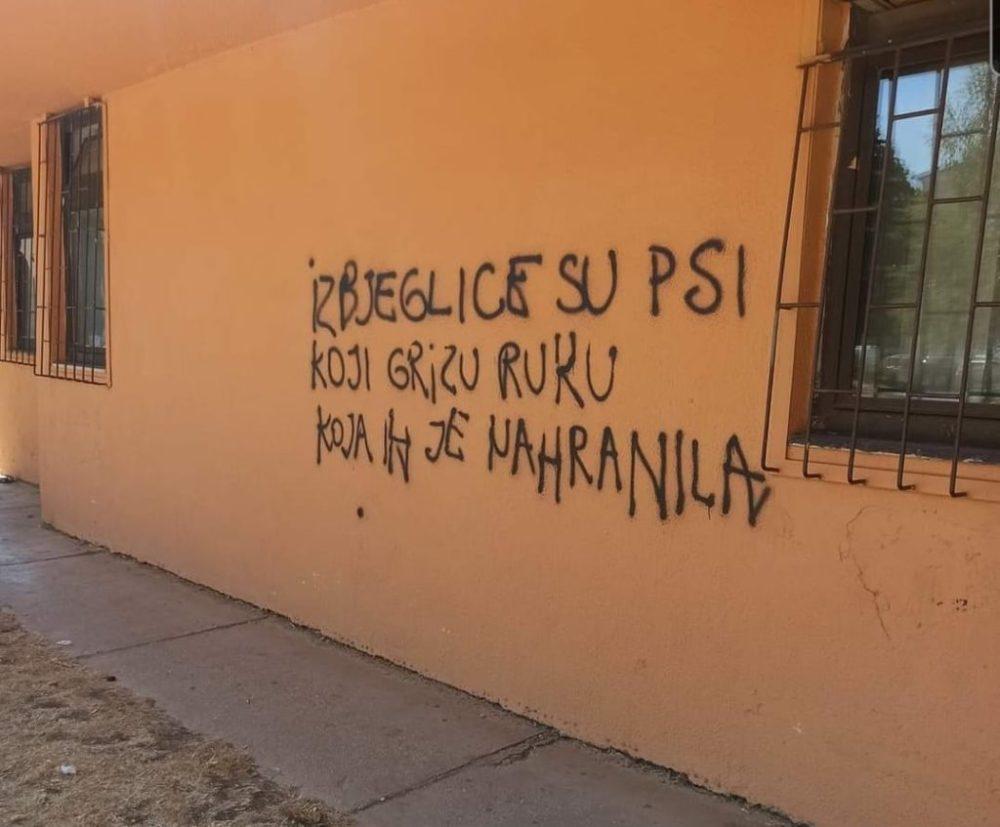 IZBJEGLICE SU PSI
KOJI GRIZU RUKU
KOJA IH JE NAHRANILA